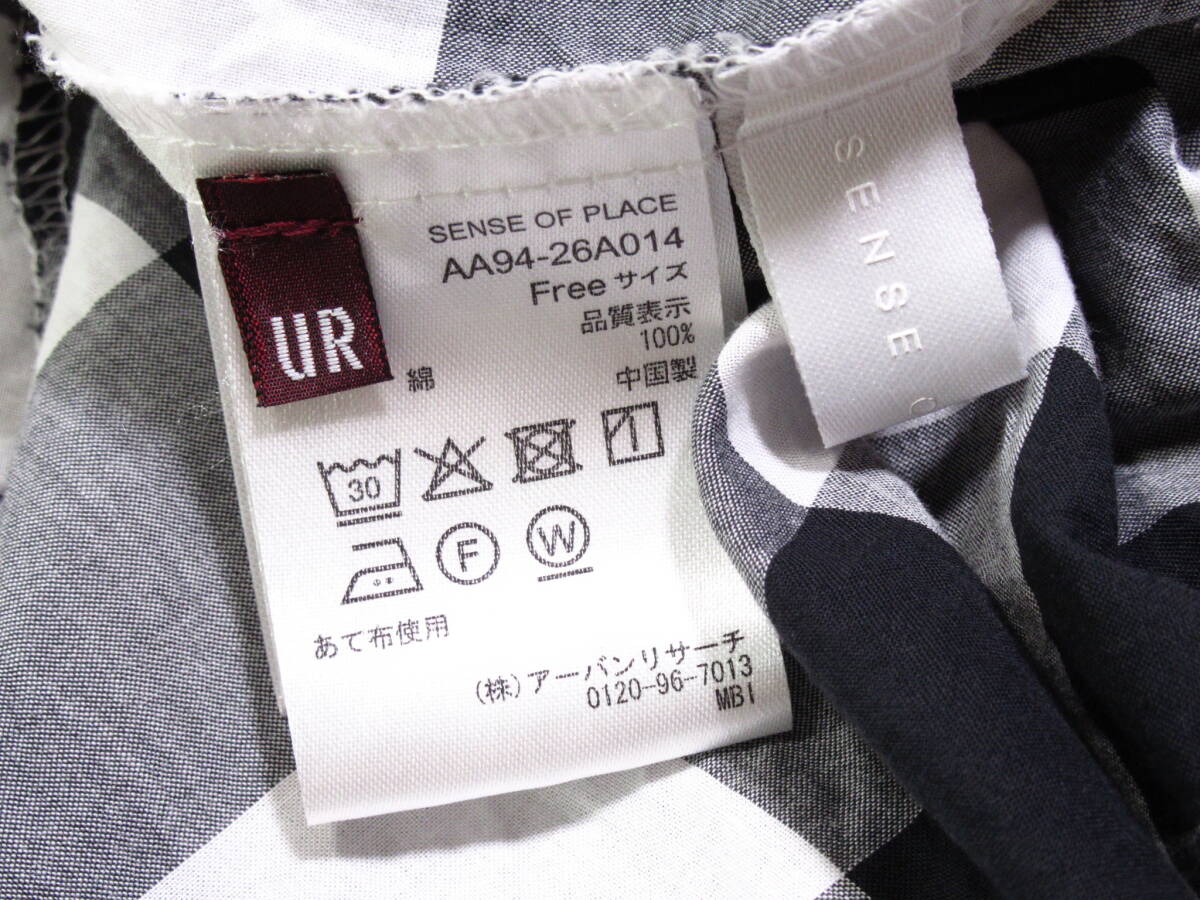 UR
SENSE OF PLACE
AA94-26A014
Freeサイズ
品質表示
綿 100%
中国製
30
F
W
あて布使用
(株)アーバンリサーチ
0120-96-7013
MBI
SENSE